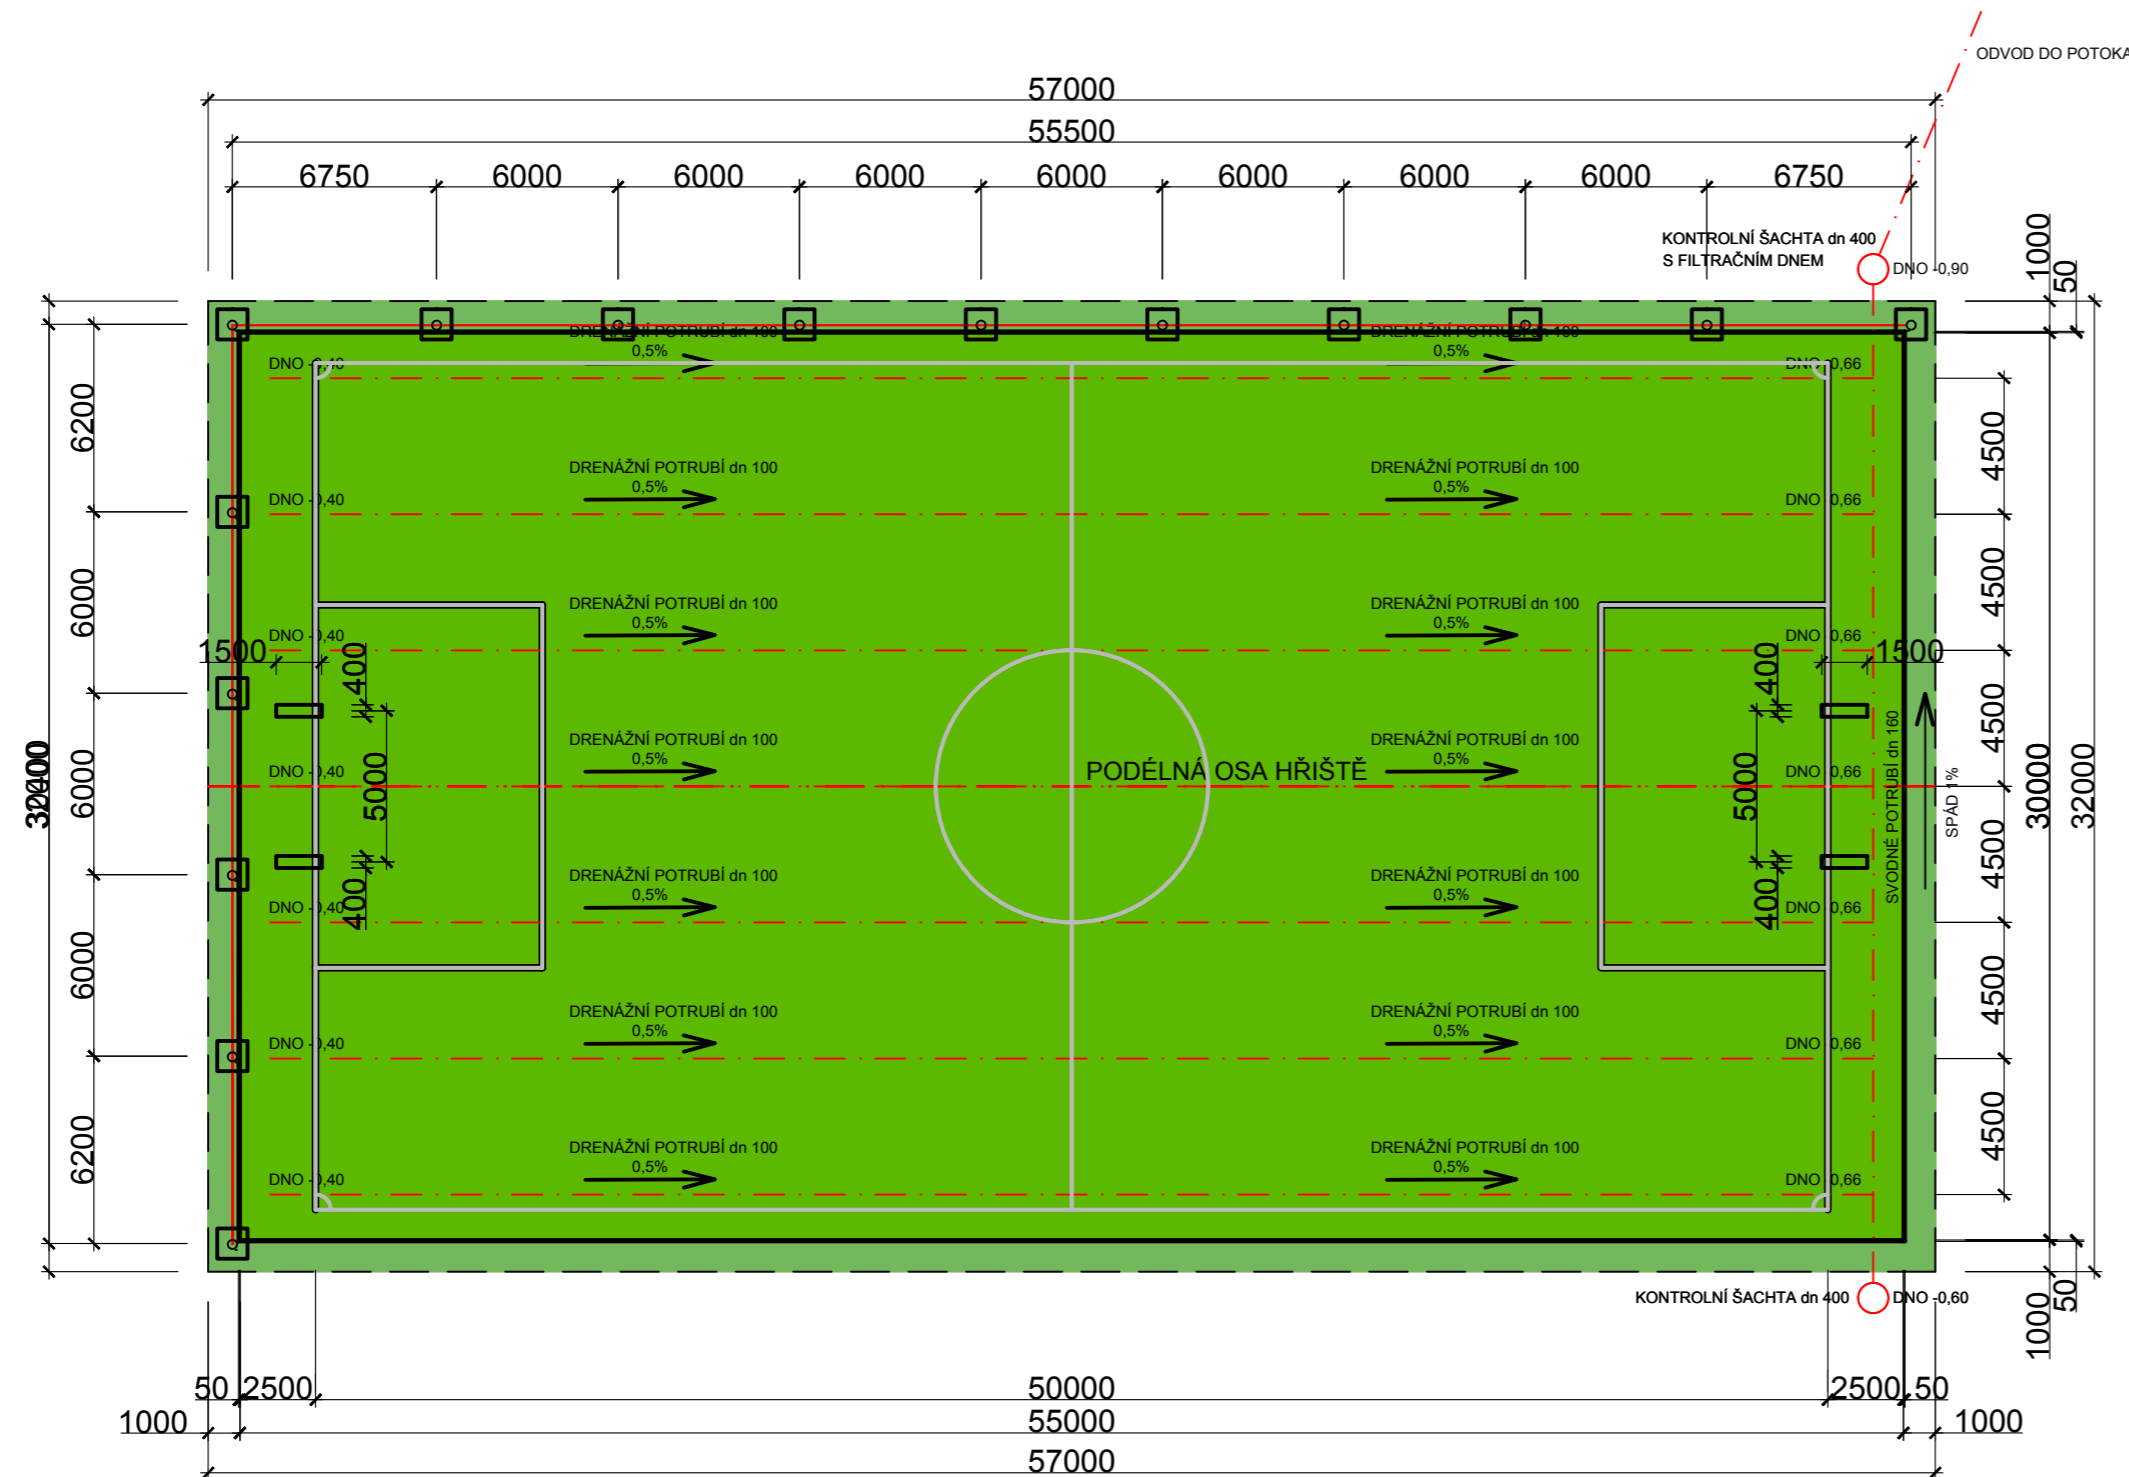 ODVOD DO POTOKA
57000
55500
6750 6000 6000 6000 6000 6000 6000 6000 6750
KONTROLNÍ ŠACHTA dn 400
S FILTRAČNÍM DNEM
DNO -0,90
1000
50
DRENÁŽNÍ POTRUBÍ dn 100 DRENÁŽNÍ POTRUBÍ dn 100
0,5% 0,5%
DNO -0,40 DNO -0,66
6200
4500
DRENÁŽNÍ POTRUBÍ dn 100 DRENÁŽNÍ POTRUBÍ dn 100
0,5% 0,5%
DNO -0,40 DNO -0,66
6000
4500
DRENÁŽNÍ POTRUBÍ dn 100 DRENÁŽNÍ POTRUBÍ dn 100
0,5% 0,5%
DNO -0,40 DNO -0,66
1500 400 400 1500
4500
DRENÁŽNÍ POTRUBÍ dn 100 DRENÁŽNÍ POTRUBÍ dn 100
0,5% 0,5%
DNO -0,40 DNO -0,66
PODÉLNÁ OSA HŘIŠTĚ
6000 5000 5000
SVODNÉ POTRUBÍ dn 160
SPÁD 1%
30000
32000
4500
DRENÁŽNÍ POTRUBÍ dn 100 DRENÁŽNÍ POTRUBÍ dn 100
0,5% 0,5%
DNO -0,40 DNO -0,66
400 400
6000
4500
DRENÁŽNÍ POTRUBÍ dn 100 DRENÁŽNÍ POTRUBÍ dn 100
0,5% 0,5%
DNO -0,40 DNO -0,66
6200
4500
DRENÁŽNÍ POTRUBÍ dn 100 DRENÁŽNÍ POTRUBÍ dn 100
0,5% 0,5%
DNO -0,40 DNO -0,66
KONTROLNÍ ŠACHTA dn 400 DNO -0,60
50
1000
50 2500 50000 2500 50
1000 55000 1000
57000